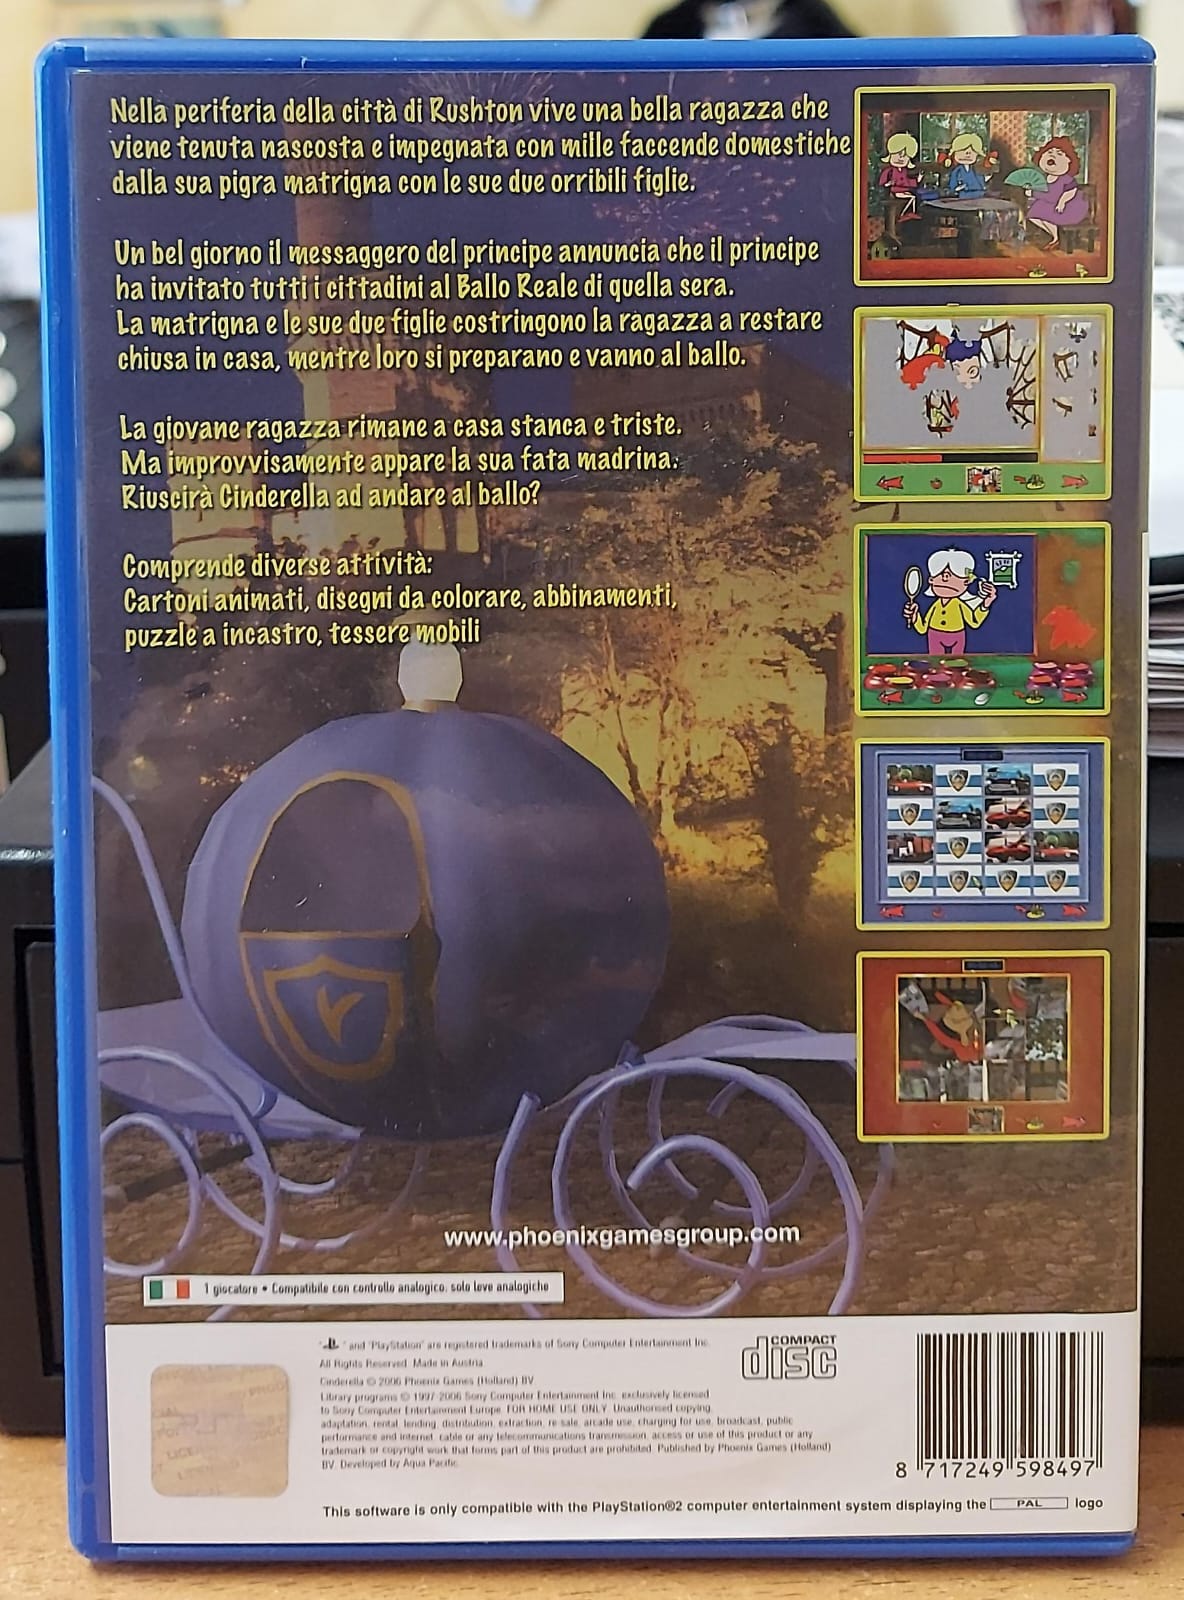 Nella periferia della città di Rushton vive una bella ragazza che
viene tenuta nascosta e impegnata con mille faccende domestiche
dalla sua pigra matrigna con le sue due orribili figlie.
Un bel giorno il messaggero del principe annuncia che il principe
ha invitato tutti i cittadini al Ballo Reale di quella sera.
La matrigna e le sue due figlie costringono la ragazza a restare
chiusa in casa, mentre loro si preparano e vanno al ballo.
La giovane ragazza rimane a casa stanca e triste.
Ma improvvisamente appare la sua fata madrina.
Riuscirà Cinderella ad andare al ballo?
Comprende diverse attività:
Cartoni animati, disegni da colorare, abbinamenti,
puzzle a incastro, tessere mobili
www.phoenixgamesgroup.com
1 giocatore • Compatibile con controllo analogico: solo leve analogiche
" " and "PlayStation" are registered trademarks of Sony Computer Entertainment Inc.
All Rights Reserved. Made in Austria.
Cinderella © 2006 Phoenix Games (Holland) BV
Library programs © 1997-2006 Sony Computer Entertainment Inc. exclusively licensed
to Sony Computer Entertainment Europe. FOR HOME USE ONLY. Unauthorised copying,
adaptation, rental, lending, distribution, extraction, re-sale, arcade use, charging for use, broadcast, public
performance and internet, cable or any telecommunications transmission, access or use of this product or any
trademark or copyright work that forms part of this product are prohibited. Published by Phoenix Games (Holland)
BV. Developed by Aqua Pacific.
COMPACT
disc
8 717249 598497
This software is only compatible with the PlayStation®2 computer entertainment system displaying the PAL logo